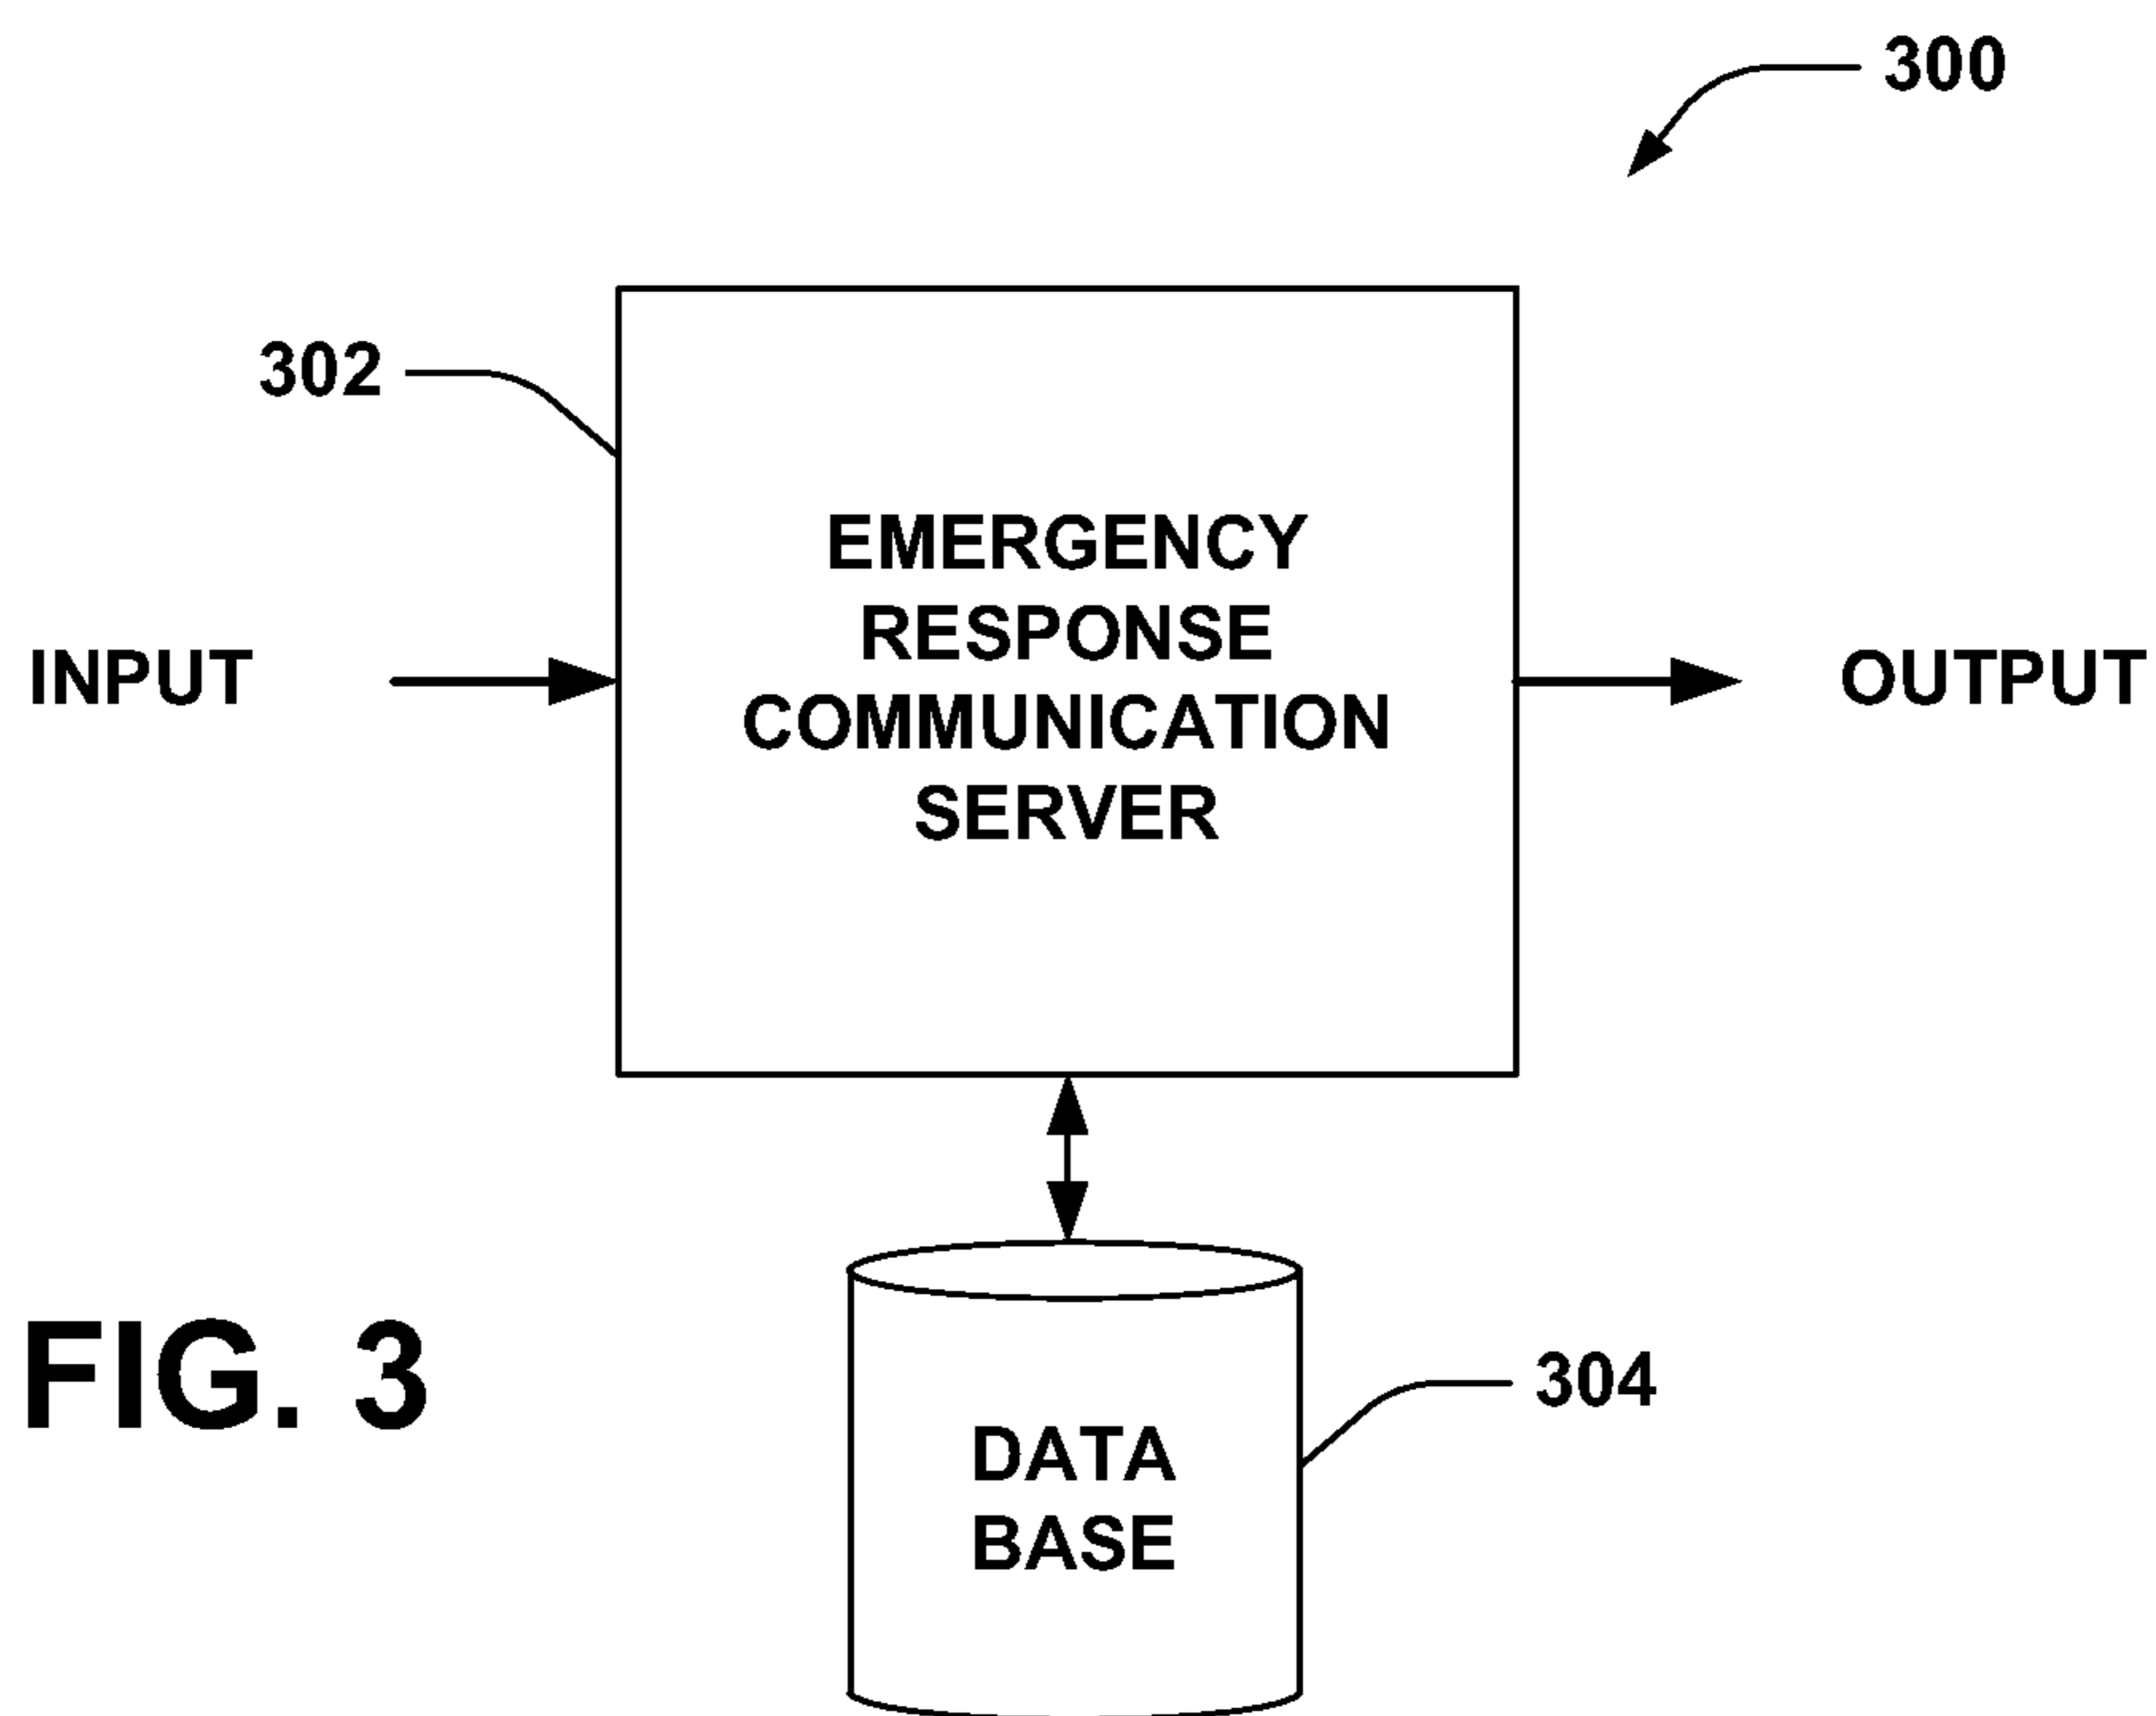 300
302
EMERGENCY
RESPONSE
COMMUNICATION
SERVER
INPUT
OUTPUT
FIG. 3
304
DATA
BASE